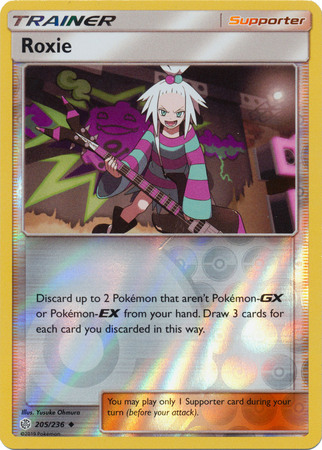 TRAINER Supporter
Roxie
Discard up to 2 Pokémon that aren't Pokémon-GX
or Pokémon-EX from your hand. Draw 3 cards for
each card you discarded in this way.
Illus. Yusuke Ohmura
205/236
©2019 Pokémon
You may play only 1 Supporter card during your
turn (before your attack).